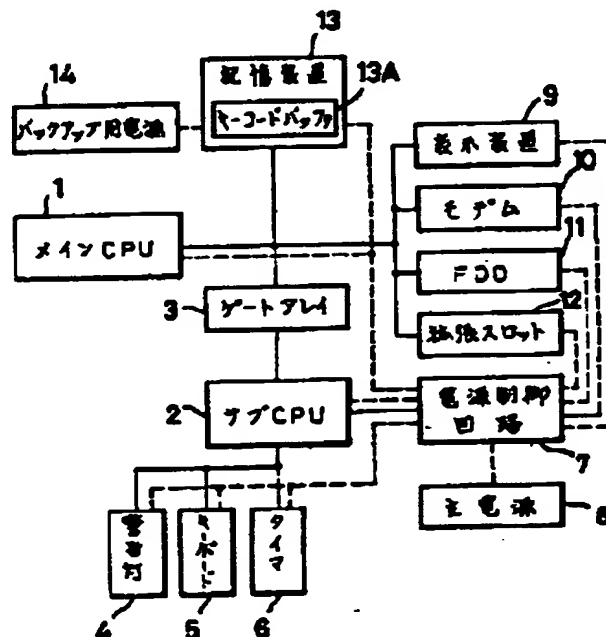 13
記憶装置
13A
キーコードバッファ
14
バックアップ用電源
9
表示装置
10
モデム
1
メインCPU
11
FDD
12
拡張スロット
3
ゲートアレイ
2
サブCPU
電源制御
回路
7
主電源
8
警告灯
キーボード
タイマ
4
5
6